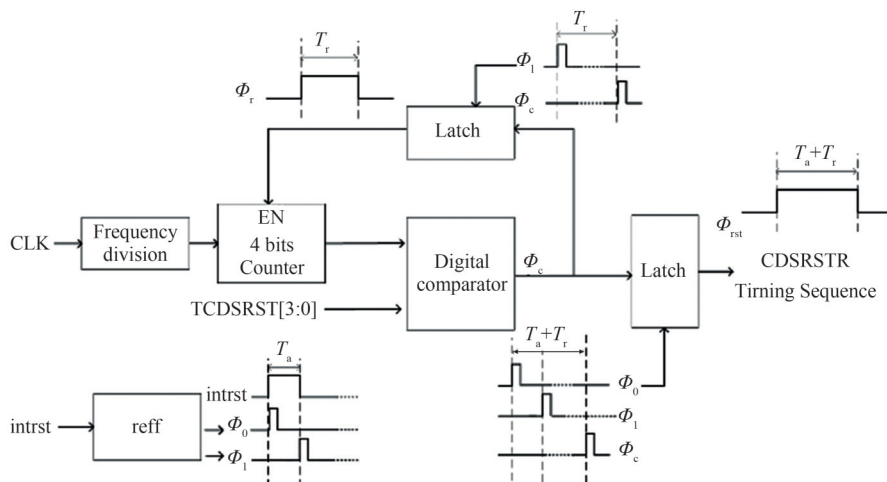 T_r
Φ_r
T_r
Φ_1
Φ_c
Latch
T_a+T_r
Φ_rst
CLK
Frequency
division
EN
4 bits
Counter
Digital
comparator
Φ_c
Latch
CDSRSTR
Tirning Sequence
TCDSRST[3:0]
T_a
intrst
intrst
reff
Φ_0
Φ_1
T_a+T_r
Φ_0
Φ_1
Φ_c